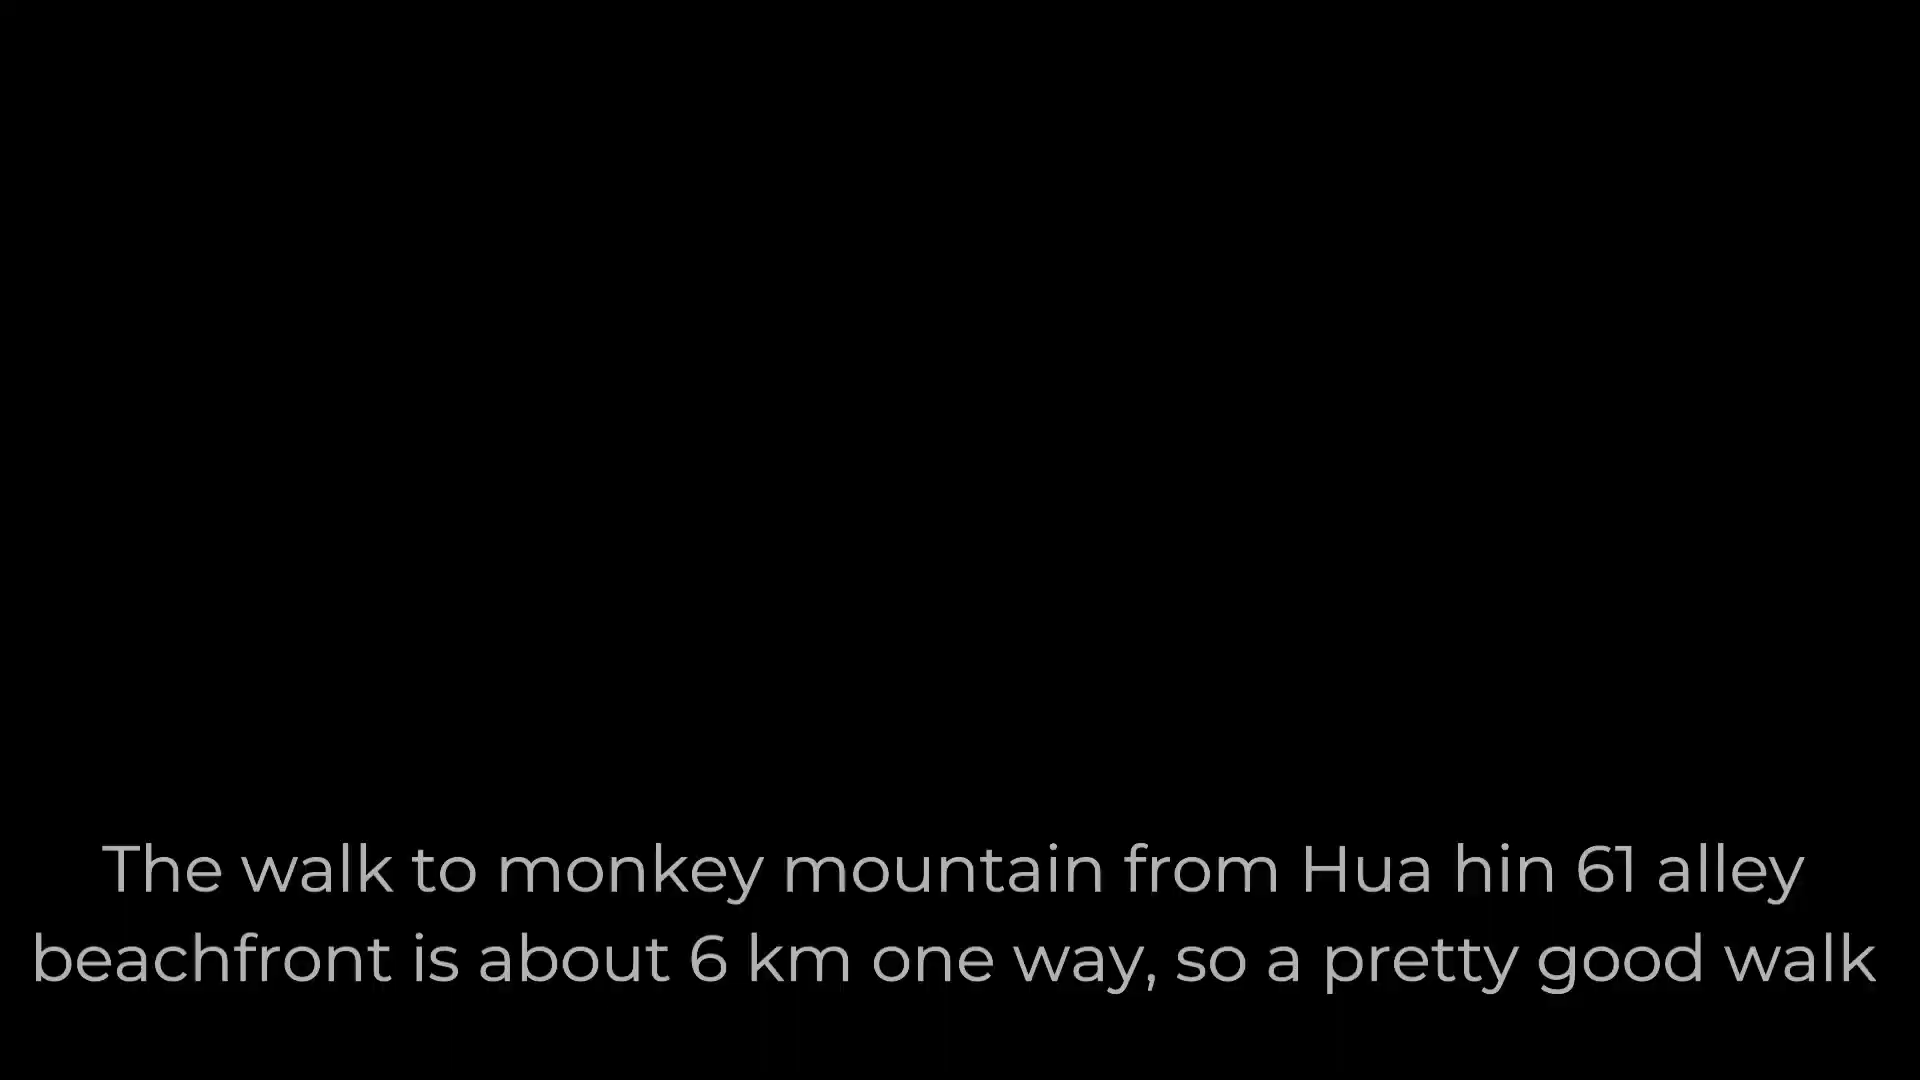 The walk to monkey mountain from Hua hin 61 alley
beachfront is about 6 km one way, so a pretty good walk